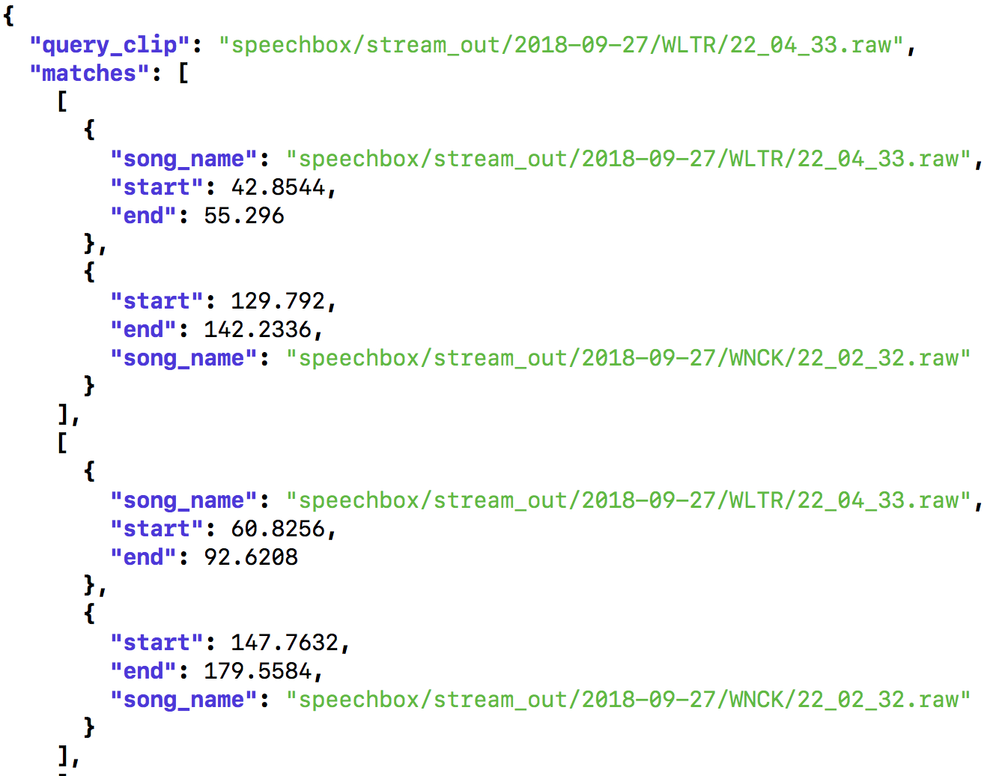 {
  "query_clip": "speechbox/stream_out/2018-09-27/WLTR/22_04_33.raw",
  "matches": [
    [
      {
        "song_name": "speechbox/stream_out/2018-09-27/WLTR/22_04_33.raw",
        "start": 42.8544,
        "end": 55.296
      },
      {
        "start": 129.792,
        "end": 142.2336,
        "song_name": "speechbox/stream_out/2018-09-27/WNCK/22_02_32.raw"
      }
    ],
    [
      {
        "song_name": "speechbox/stream_out/2018-09-27/WLTR/22_04_33.raw",
        "start": 60.8256,
        "end": 92.6208
      },
      {
        "start": 147.7632,
        "end": 179.5584,
        "song_name": "speechbox/stream_out/2018-09-27/WNCK/22_02_32.raw"
      }
    ],